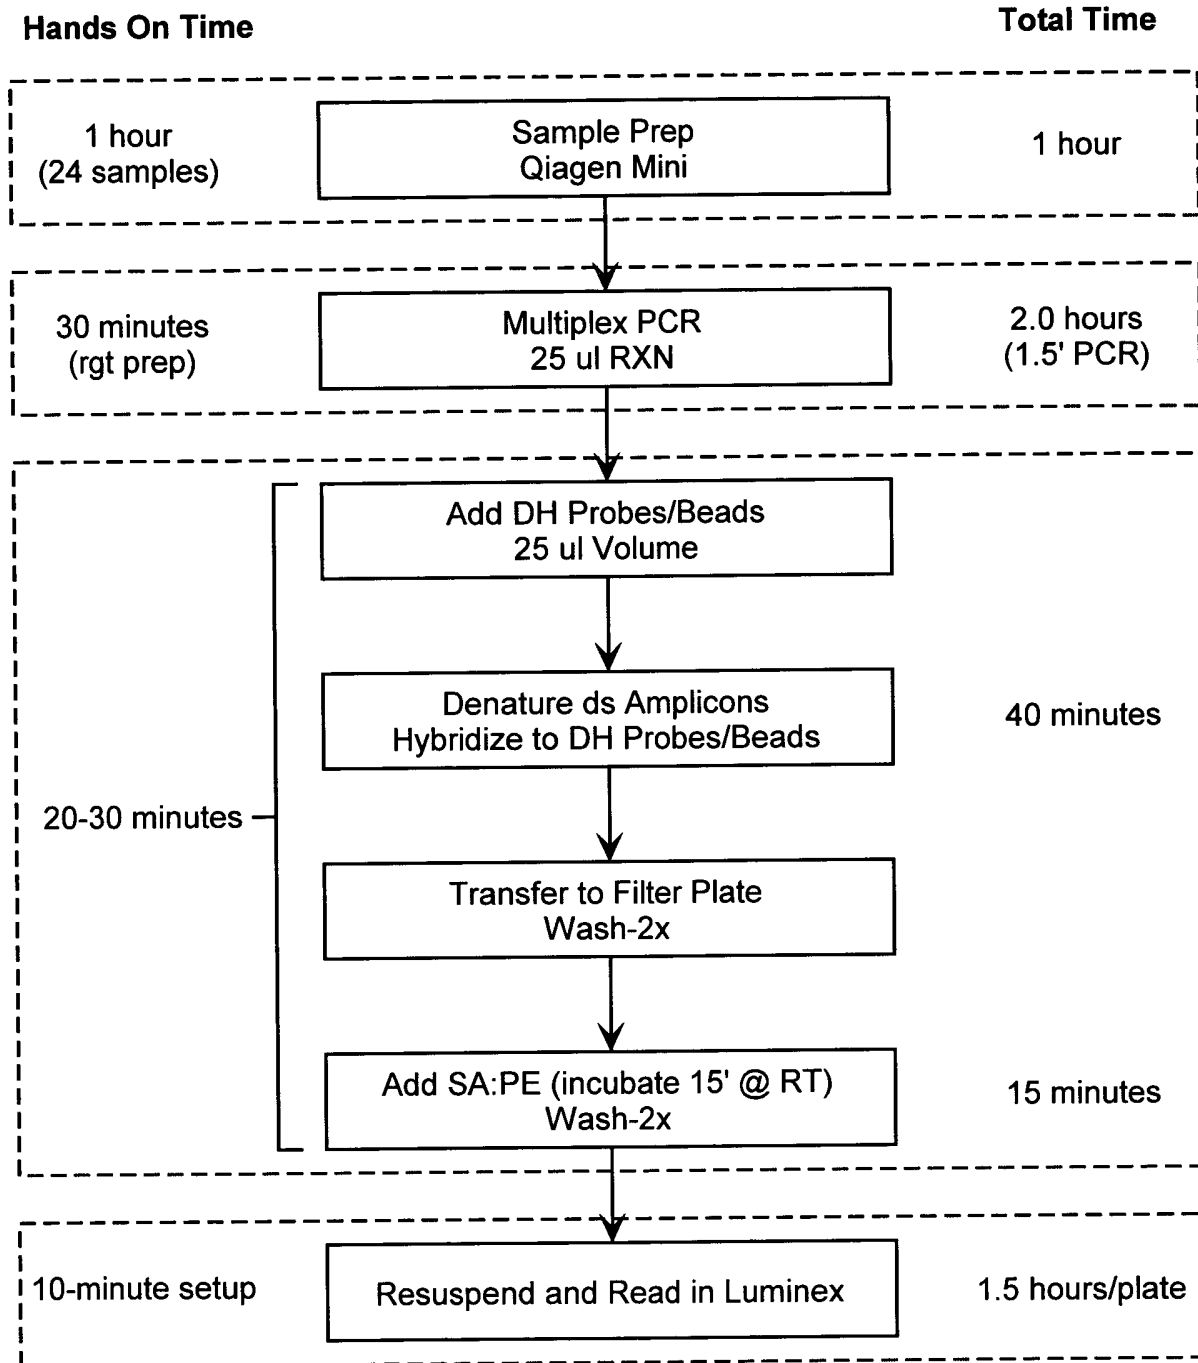 Hands On Time
Total Time
1 hour
(24 samples)
Sample Prep
Qiagen Mini
1 hour
30 minutes
(rgt prep)
Multiplex PCR
25 ul RXN
2.0 hours
(1.5' PCR)
Add DH Probes/Beads
25 ul Volume
Denature ds Amplicons
Hybridize to DH Probes/Beads
40 minutes
20-30 minutes
Transfer to Filter Plate
Wash-2x
Add SA:PE (incubate 15' @ RT)
Wash-2x
15 minutes
10-minute setup
Resuspend and Read in Luminex
1.5 hours/plate